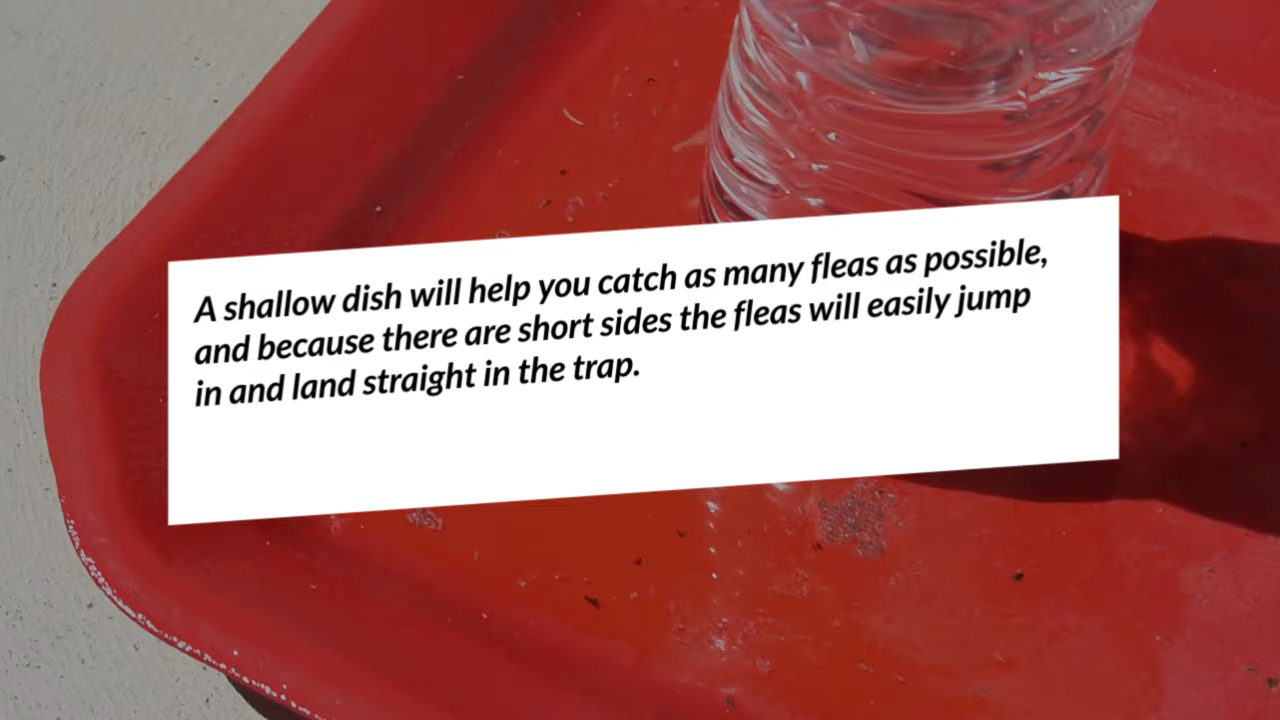 A shallow dish will help you catch as many fleas as possible,
and because there are short sides the fleas will easily jump
in and land straight in the trap.